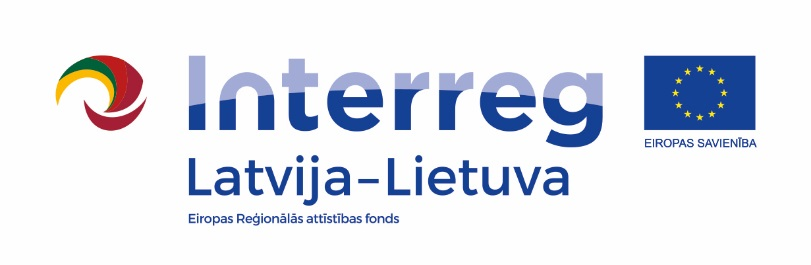 Interreg
EIROPAS SAVIENĪBA
Latvija–Lietuva
Eiropas Reģionālās attīstības fonds